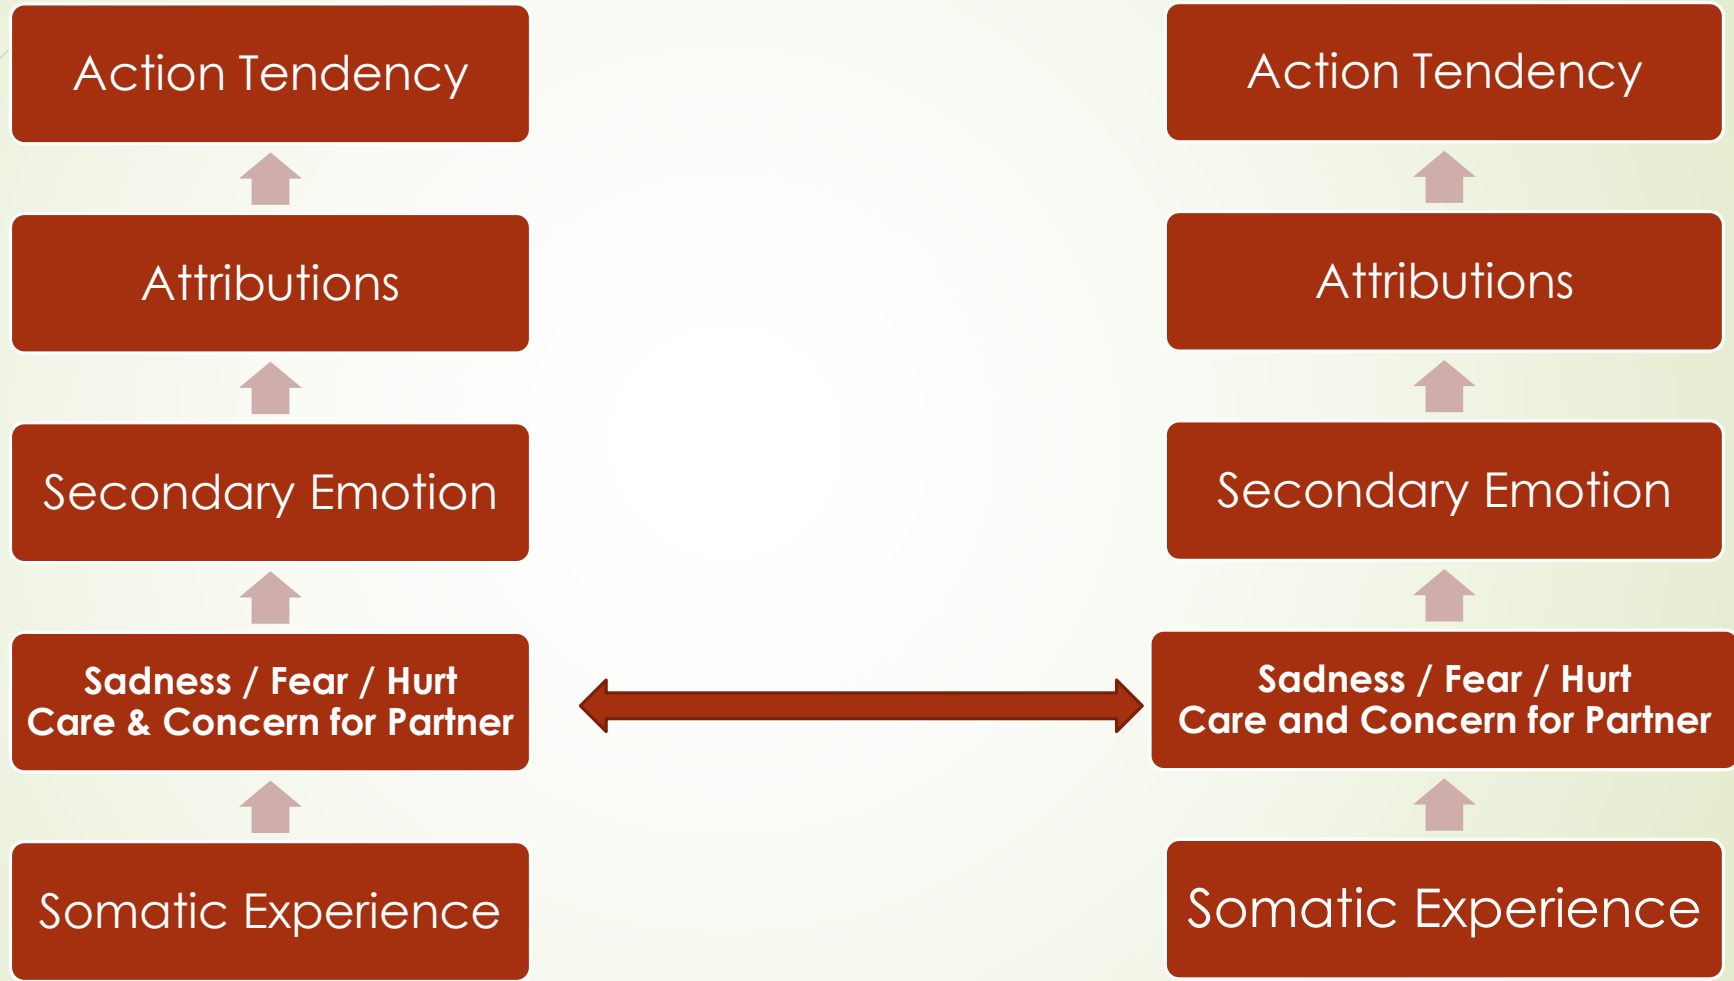 Action Tendency
Attributions
Secondary Emotion
Sadness / Fear / Hurt
Care & Concern for Partner
Somatic Experience
Action Tendency
Attributions
Secondary Emotion
Sadness / Fear / Hurt
Care and Concern for Partner
Somatic Experience